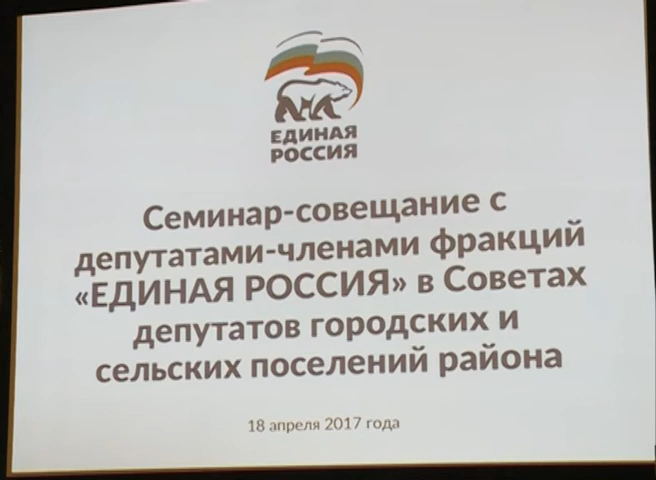 ЕДИНАЯ
РОССИЯ
Семинар-совещание с
депутатами-членами фракций
«ЕДИНАЯ РОССИЯ» в Советах
депутатов городских и
сельских поселений района
18 апреля 2017 года